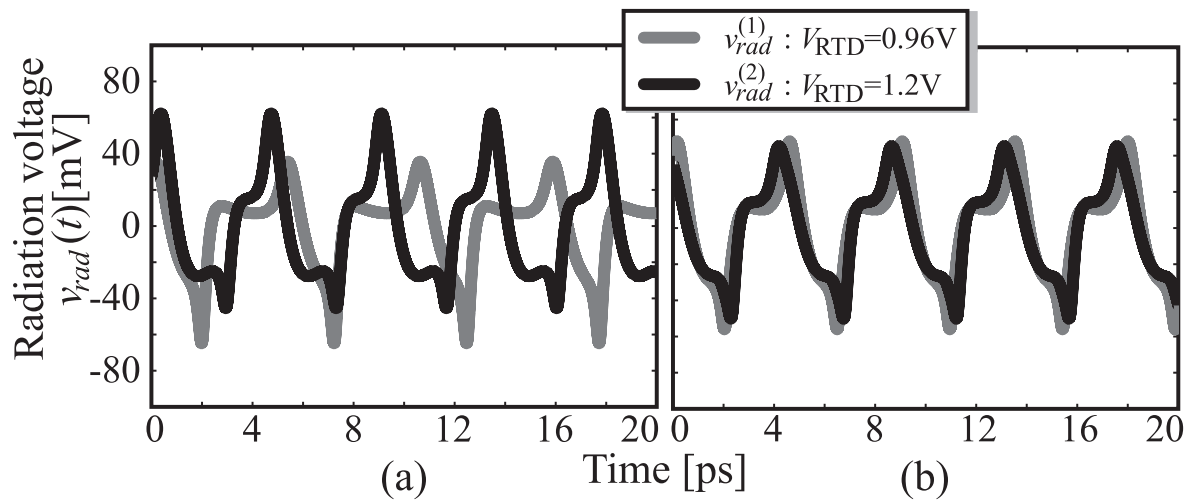 v_rad^(1) : V_RTD=0.96V
v_rad^(2) : V_RTD=1.2V
Radiation voltage
v_rad(t)[mV]
80
40
0
-40
-80
0 4 8 12 16 20
0 4 8 12 16 20
Time [ps]
(a)
(b)